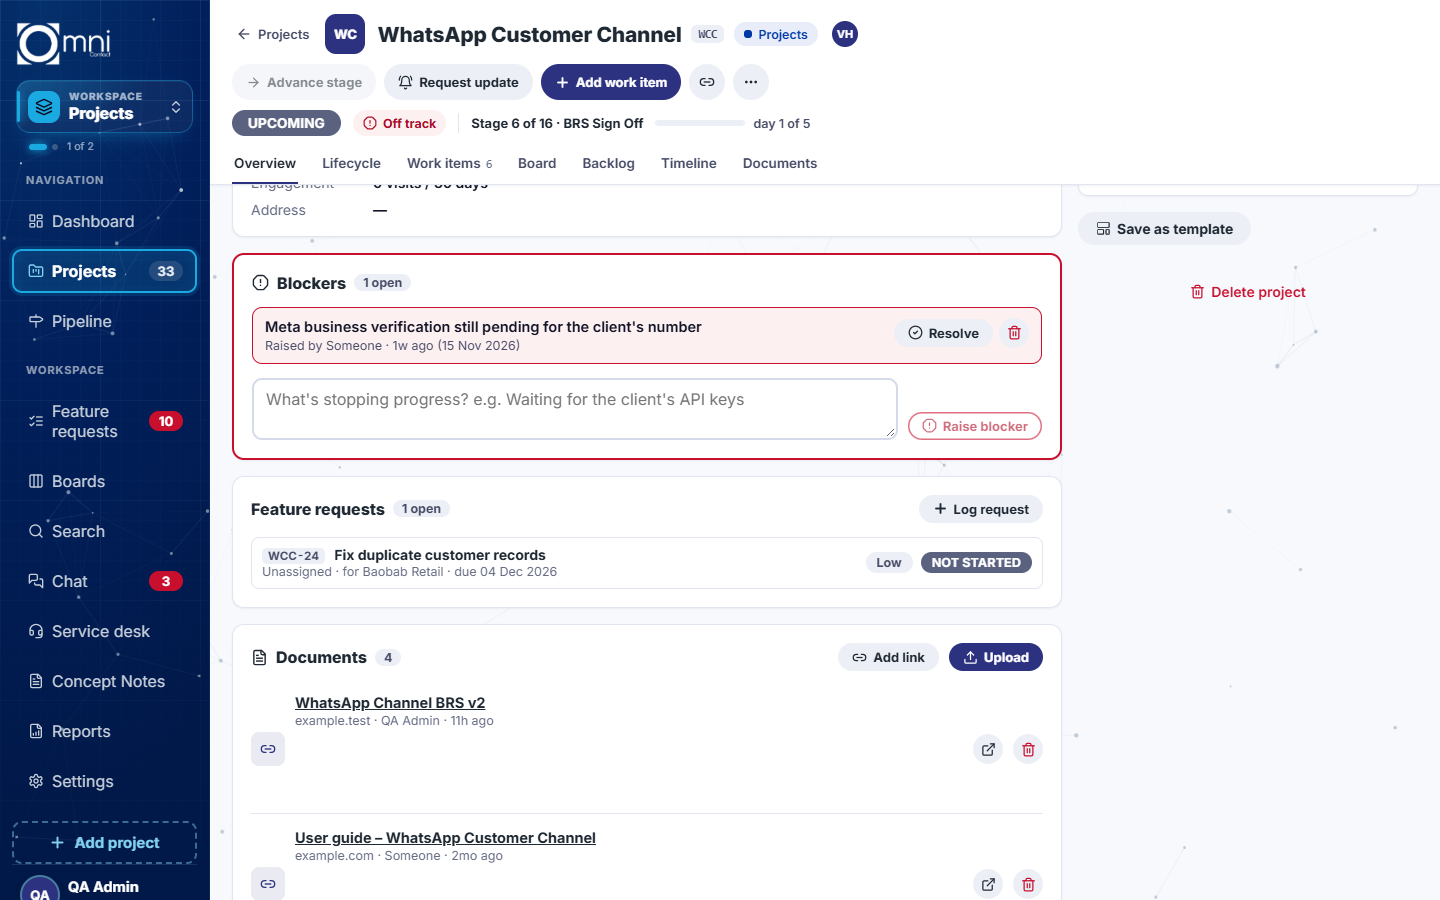 Omni
Contact
WORKSPACE
Projects
1 of 2
NAVIGATION
Dashboard
Projects 33
Pipeline
WORKSPACE
Feature requests 10
Boards
Search
Chat 3
Service desk
Concept Notes
Reports
Settings
+ Add project
QA
QA Admin
← Projects
WC
WhatsApp Customer Channel
WCC
Projects
VH
→ Advance stage
Request update
+ Add work item
UPCOMING
Off track
Stage 6 of 16 · BRS Sign Off
day 1 of 5
Overview
Lifecycle
Work items 6
Board
Backlog
Timeline
Documents
Address —
Save as template
Delete project
Blockers 1 open
Meta business verification still pending for the client's number
Raised by Someone · 1w ago (15 Nov 2026)
Resolve
What's stopping progress? e.g. Waiting for the client's API keys
Raise blocker
Feature requests 1 open
+ Log request
WCC-24 Fix duplicate customer records
Unassigned · for Baobab Retail · due 04 Dec 2026
Low
NOT STARTED
Documents 4
Add link
Upload
WhatsApp Channel BRS v2
example.test · QA Admin · 11h ago
User guide – WhatsApp Customer Channel
example.com · Someone · 2mo ago